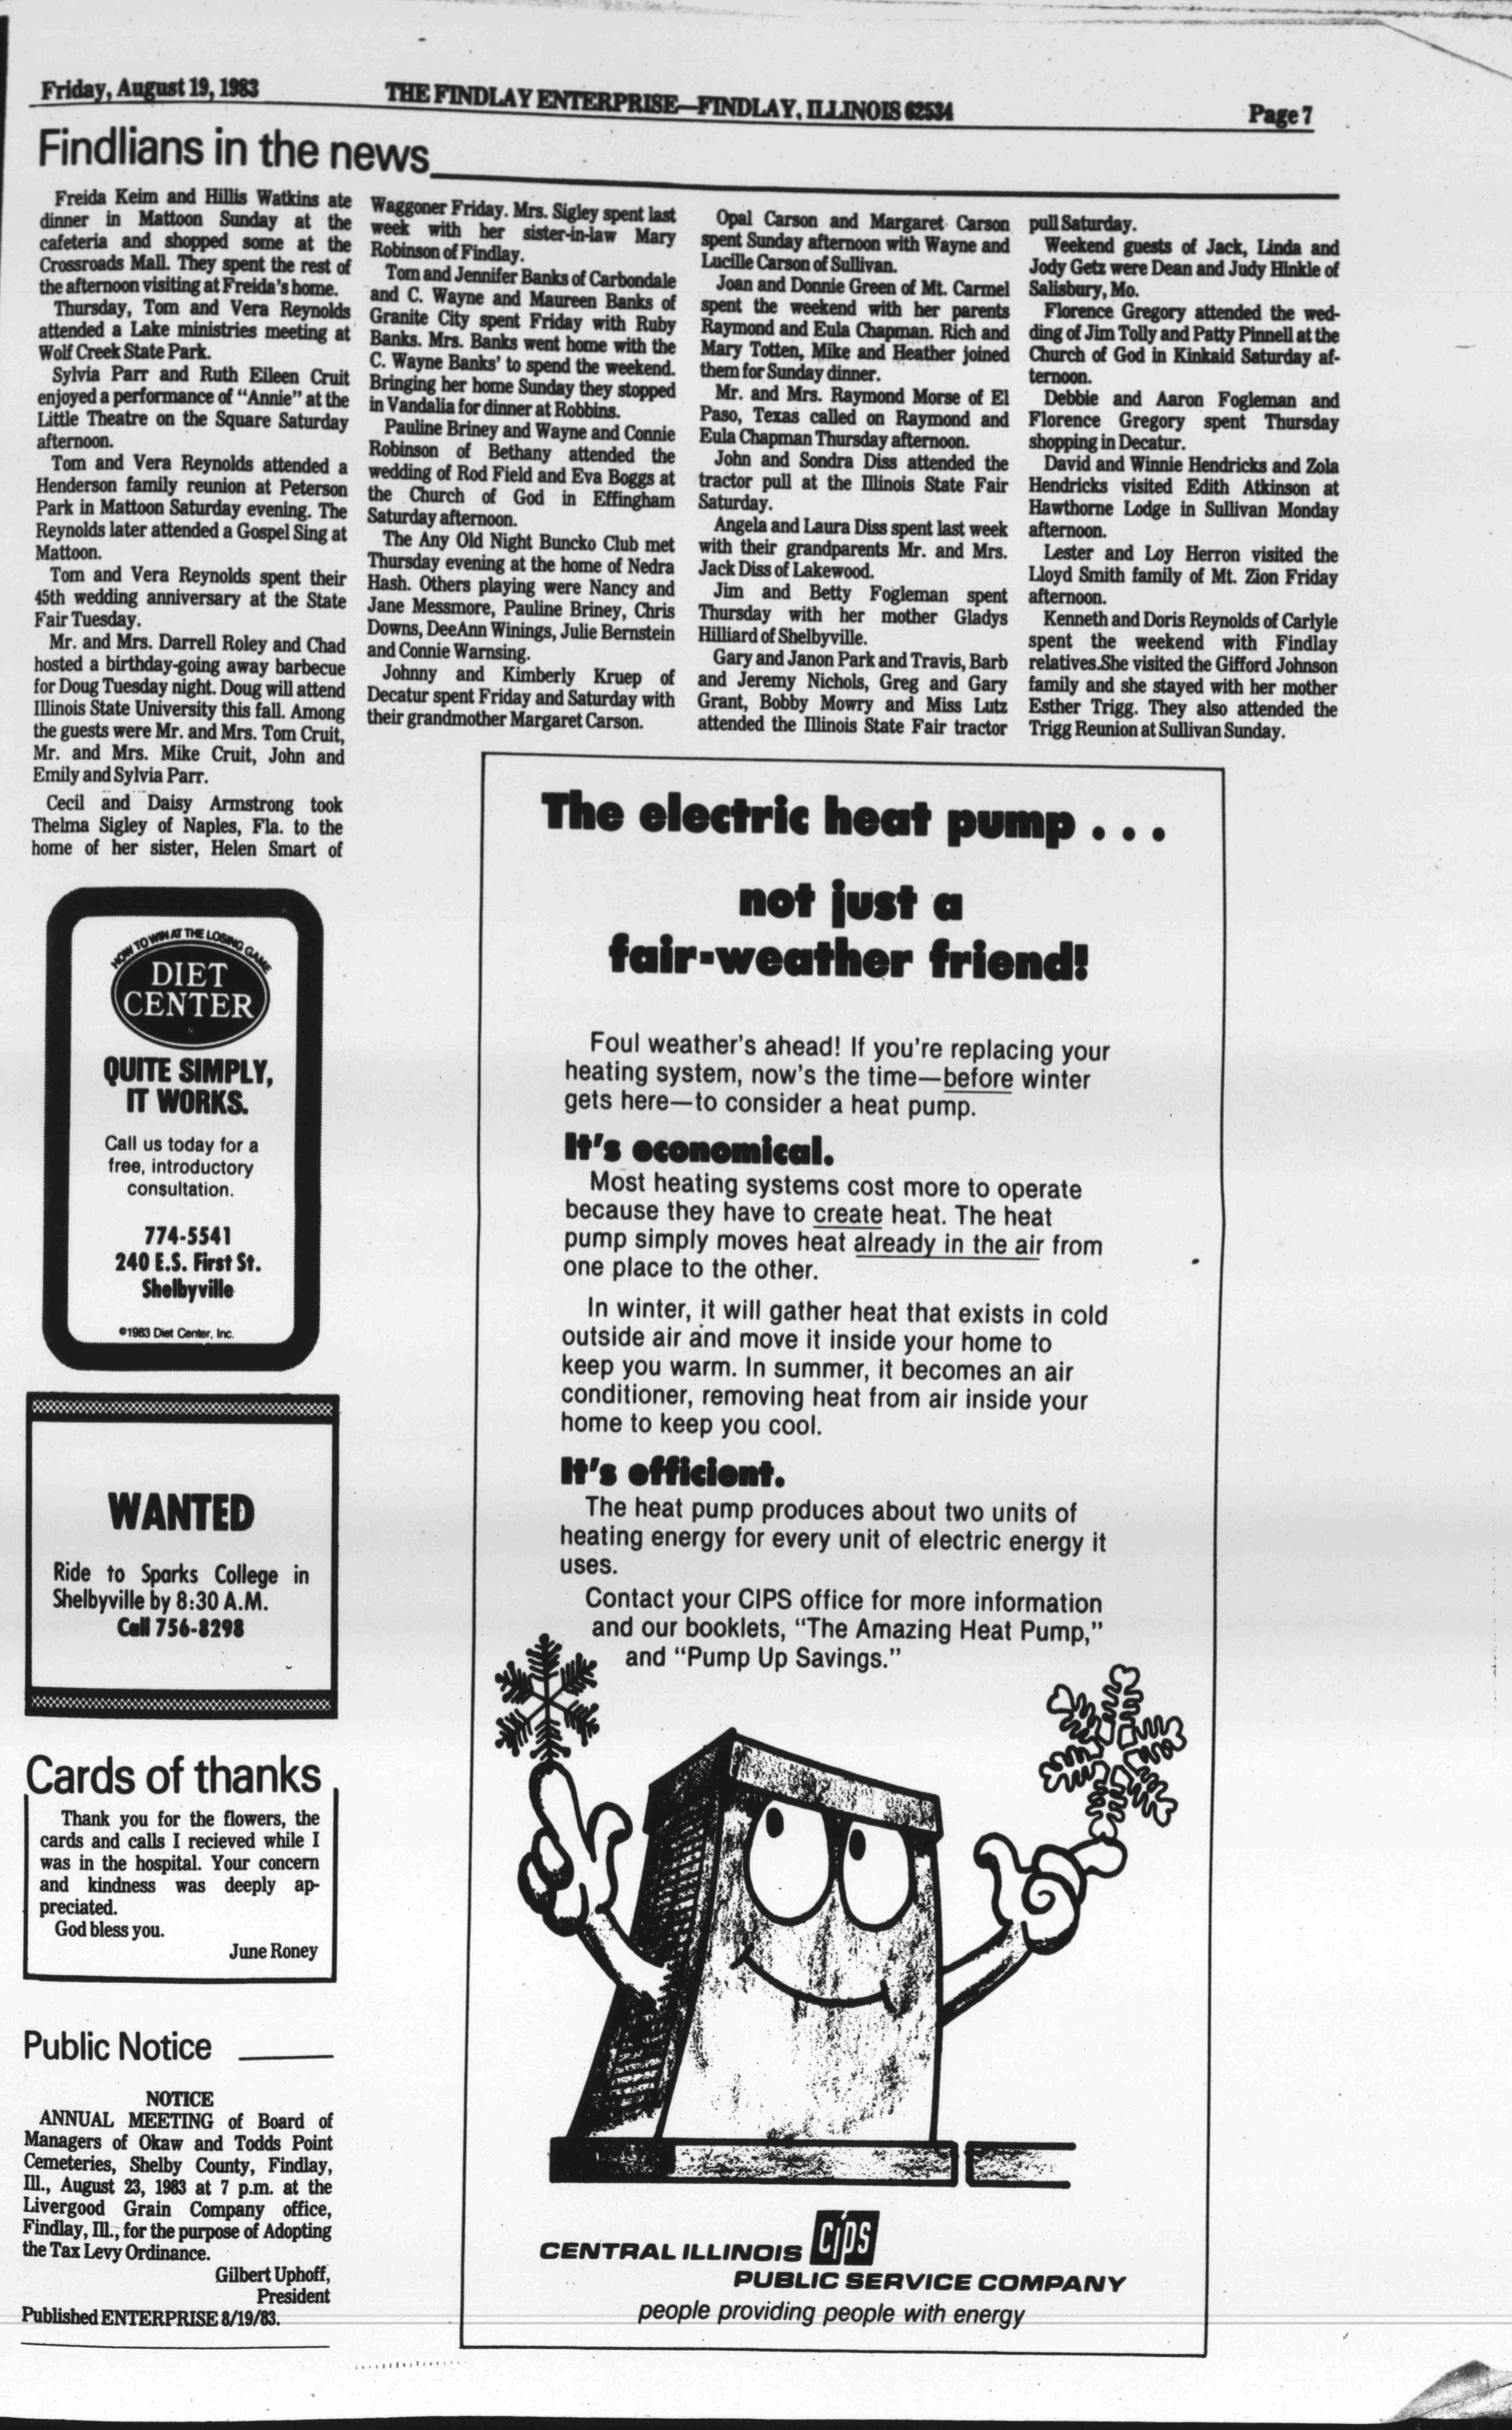 Friday, August 19, 1983
THE FINDLAY ENTERPRISE—FINDLAY, ILLINOIS 62534
Page 7
Findlians in the news
Freida Keim and Hillis Watkins ate
dinner in Mattoon Sunday at the
cafeteria and shopped some at the
Crossroads Mall. They spent the rest of
the afternoon visiting at Freida's home.
Thursday, Tom and Vera Reynolds
attended a Lake ministries meeting at
Wolf Creek State Park.
Sylvia Parr and Ruth Eileen Cruit
enjoyed a performance of "Annie" at the
Little Theatre on the Square Saturday
afternoon.
Tom and Vera Reynolds attended a
Henderson family reunion at Peterson
Park in Mattoon Saturday evening. The
Reynolds later attended a Gospel Sing at
Mattoon.
Tom and Vera Reynolds spent their
45th wedding anniversary at the State
Fair Tuesday.
Mr. and Mrs. Darrell Roley and Chad
hosted a birthday-going away barbecue
for Doug Tuesday night. Doug will attend
Illinois State University this fall. Among
the guests were Mr. and Mrs. Tom Cruit,
Mr. and Mrs. Mike Cruit, John and
Emily and Sylvia Parr.
Cecil and Daisy Armstrong took
Thelma Sigley of Naples, Fla. to the
home of her sister, Helen Smart of
Waggoner Friday. Mrs. Sigley spent last
week with her sister-in-law Mary
Robinson of Findlay.
Tom and Jennifer Banks of Carbondale
and C. Wayne and Maureen Banks of
Granite City spent Friday with Ruby
Banks. Mrs. Banks went home with the
C. Wayne Banks' to spend the weekend.
Bringing her home Sunday they stopped
in Vandalia for dinner at Robbins.
Pauline Briney and Wayne and Connie
Robinson of Bethany attended the
wedding of Rod Field and Eva Boggs at
the Church of God in Effingham
Saturday afternoon.
The Any Old Night Buncko Club met
Thursday evening at the home of Nedra
Hash. Others playing were Nancy and
Jane Messmore, Pauline Briney, Chris
Downs, DeeAnn Winings, Julie Bernstein
and Connie Warnsing.
Johnny and Kimberly Kruep of
Decatur spent Friday and Saturday with
their grandmother Margaret Carson.
Opal Carson and Margaret Carson
spent Sunday afternoon with Wayne and
Lucille Carson of Sullivan.
Joan and Donnie Green of Mt. Carmel
spent the weekend with her parents
Raymond and Eula Chapman. Rich and
Mary Totten, Mike and Heather joined
them for Sunday dinner.
Mr. and Mrs. Raymond Morse of El
Paso, Texas called on Raymond and
Eula Chapman Thursday afternoon.
John and Sondra Diss attended the
tractor pull at the Illinois State Fair
Saturday.
Angela and Laura Diss spent last week
with their grandparents Mr. and Mrs.
Jack Diss of Lakewood.
Jim and Betty Fogleman spent
Thursday with her mother Gladys
Hilliard of Shelbyville.
Gary and Janon Park and Travis, Barb
and Jeremy Nichols, Greg and Gary
Grant, Bobby Mowry and Miss Lutz
attended the Illinois State Fair tractor
pull Saturday.
Weekend guests of Jack, Linda and
Jody Getz were Dean and Judy Hinkle of
Salisbury, Mo.
Florence Gregory attended the wed-
ding of Jim Tolly and Patty Pinnell at the
Church of God in Kinkaid Saturday af-
ternoon.
Debbie and Aaron Fogleman and
Florence Gregory spent Thursday
shopping in Decatur.
David and Winnie Hendricks and Zola
Hendricks visited Edith Atkinson at
Hawthorne Lodge in Sullivan Monday
afternoon.
Lester and Loy Herron visited the
Lloyd Smith family of Mt. Zion Friday
afternoon.
Kenneth and Doris Reynolds of Carlyle
spent the weekend with Findlay
relatives.She visited the Gifford Johnson
family and she stayed with her mother
Esther Trigg. They also attended the
Trigg Reunion at Sullivan Sunday.
HOW TO WIN AT THE LOSING GAME
DIET
CENTER
QUITE SIMPLY,
IT WORKS.
Call us today for a
free, introductory
consultation.
774-5541
240 E.S. First St.
Shelbyville
©1983 Diet Center, Inc.
WANTED
Ride to Sparks College in
Shelbyville by 8:30 A.M.
Call 756-8298
Cards of thanks
Thank you for the flowers, the
cards and calls I recieved while I
was in the hospital. Your concern
and kindness was deeply ap-
preciated.
God bless you.
June Roney
Public Notice
NOTICE
ANNUAL MEETING of Board of
Managers of Okaw and Todds Point
Cemeteries, Shelby County, Findlay,
Ill., August 23, 1983 at 7 p.m. at the
Livergood Grain Company office,
Findlay, Ill., for the purpose of Adopting
the Tax Levy Ordinance.
Gilbert Uphoff,
President
Published ENTERPRISE 8/19/83.
The electric heat pump . . .
not just a
fair-weather friend!
Foul weather's ahead! If you're replacing your
heating system, now's the time—before winter
gets here—to consider a heat pump.
It's economical.
Most heating systems cost more to operate
because they have to create heat. The heat
pump simply moves heat already in the air from
one place to the other.
In winter, it will gather heat that exists in cold
outside air and move it inside your home to
keep you warm. In summer, it becomes an air
conditioner, removing heat from air inside your
home to keep you cool.
It's efficient.
The heat pump produces about two units of
heating energy for every unit of electric energy it
uses.
Contact your CIPS office for more information
and our booklets, "The Amazing Heat Pump,"
and "Pump Up Savings."
CENTRAL ILLINOIS CIPS
PUBLIC SERVICE COMPANY
people providing people with energy